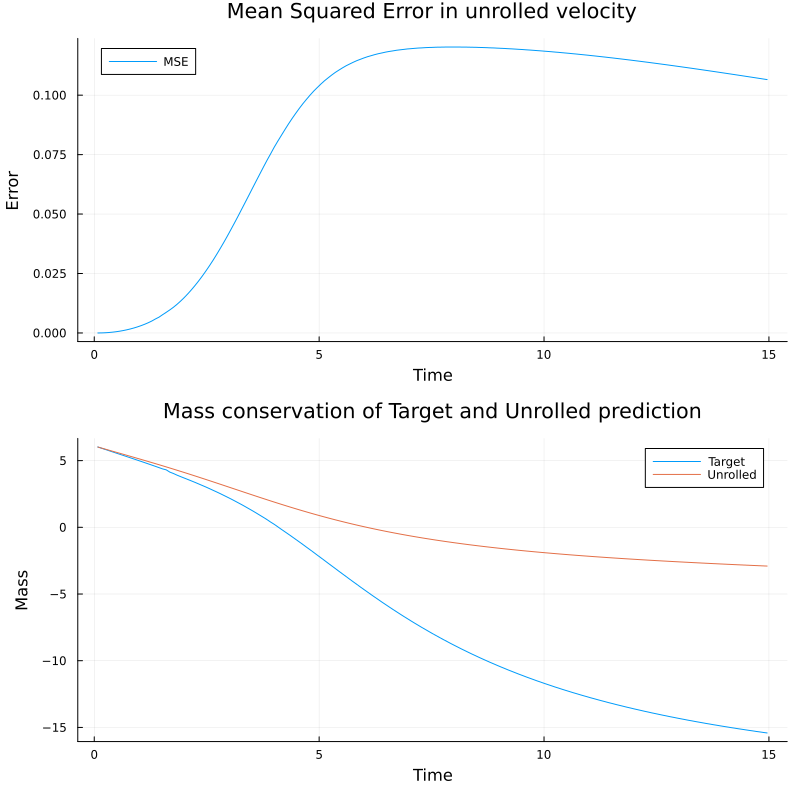 Mean Squared Error in unrolled velocity
MSE
Error
0.100
0.075
0.050
0.025
0.000
0 5 10 15
Time
Mass conservation of Target and Unrolled prediction
Target
Unrolled
Mass
5
0
−5
−10
−15
0 5 10 15
Time